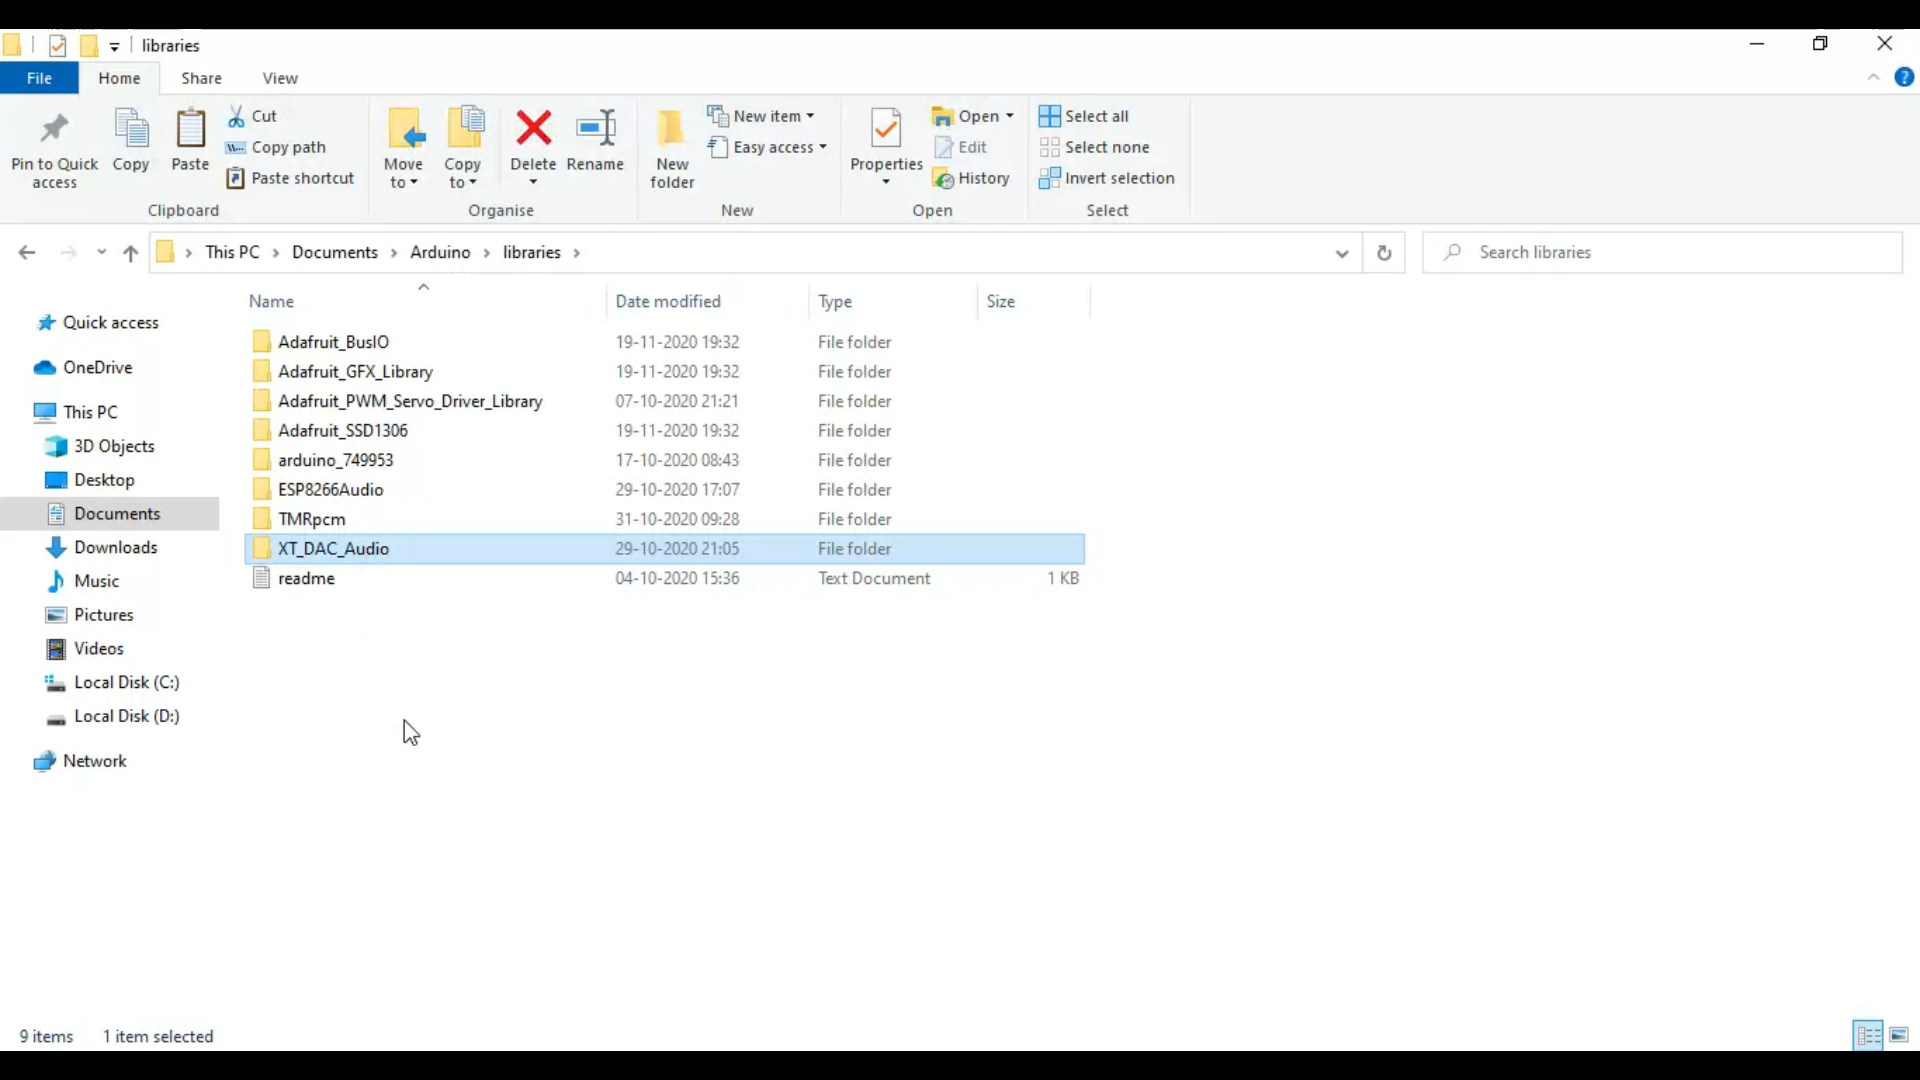 libraries
File Home Share View
Pin to Quick access
Copy
Paste
Cut
Copy path
Paste shortcut
Clipboard
Move to
Copy to
Delete
Rename
Organise
New folder
New item
Easy access
New
Properties
Open
Edit
History
Open
Select all
Select none
Invert selection
Select
This PC > Documents > Arduino > libraries >
Search libraries
Quick access
OneDrive
This PC
3D Objects
Desktop
Documents
Downloads
Music
Pictures
Videos
Local Disk (C:)
Local Disk (D:)
Network
Name Date modified Type Size
Adafruit_BusIO 19-11-2020 19:32 File folder
Adafruit_GFX_Library 19-11-2020 19:32 File folder
Adafruit_PWM_Servo_Driver_Library 07-10-2020 21:21 File folder
Adafruit_SSD1306 19-11-2020 19:32 File folder
arduino_749953 17-10-2020 08:43 File folder
ESP8266Audio 29-10-2020 17:07 File folder
TMRpcm 31-10-2020 09:28 File folder
XT_DAC_Audio 29-10-2020 21:05 File folder
readme 04-10-2020 15:36 Text Document 1 KB
9 items 1 item selected